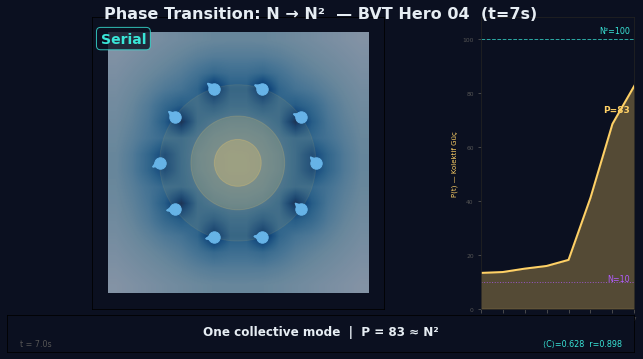 Phase Transition: N → N² — BVT Hero 04 (t=7s)
Serial
N²=100
P=83
N=10
P(t) — Kolektif Güç
100
80
60
40
20
0
One collective mode | P = 83 ≈ N²
t = 7.0s
⟨C⟩=0.628 r=0.898